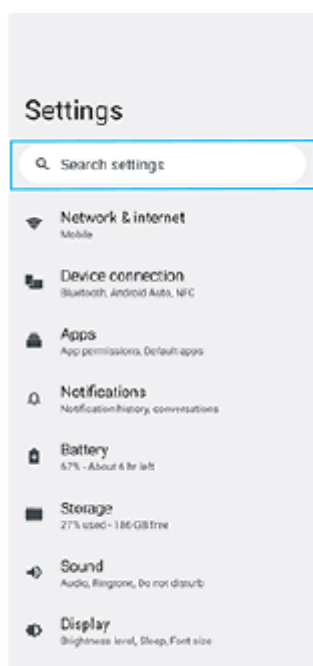 Settings
Search settings
Network & internet
Mobile
Device connection
Bluetooth, Android Auto, NFC
Apps
App permissions, Default apps
Notifications
Notification history, conversations
Battery
67% - About 6 hr left
Storage
27% used - 186 GB free
Sound
Audio, Ringtone, Do not disturb
Display
Brightness level, Sleep, Font size